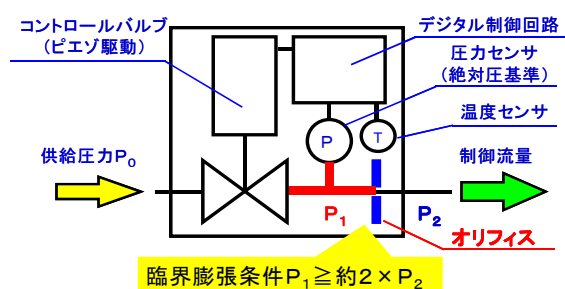 コントロールバルブ
(ピエゾ駆動)
デジタル制御回路
圧力センサ
(絶対圧基準)
温度センサ
P
T
供給圧力P₀
制御流量
P₁
P₂
オリフィス
臨界膨張条件P₁≧約2×P₂